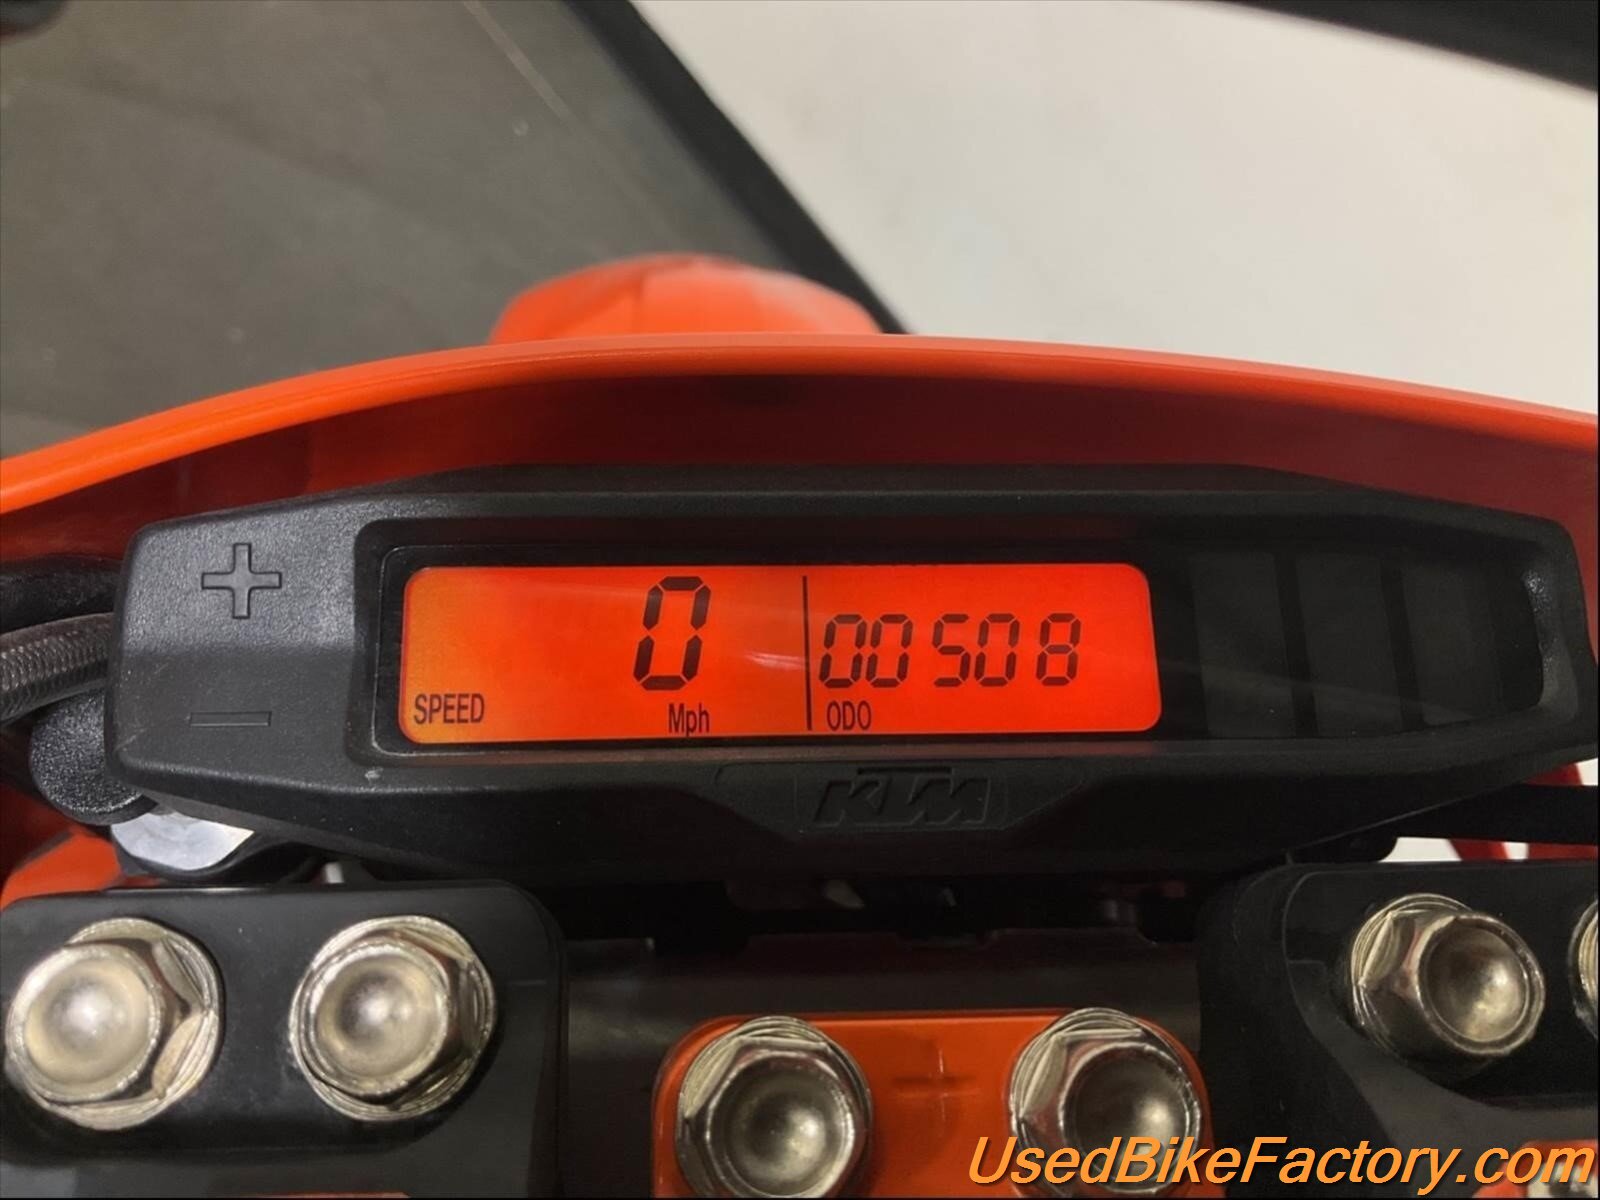 0
00508
SPEED
Mph
ODO
KTM
UsedBikeFactory.com